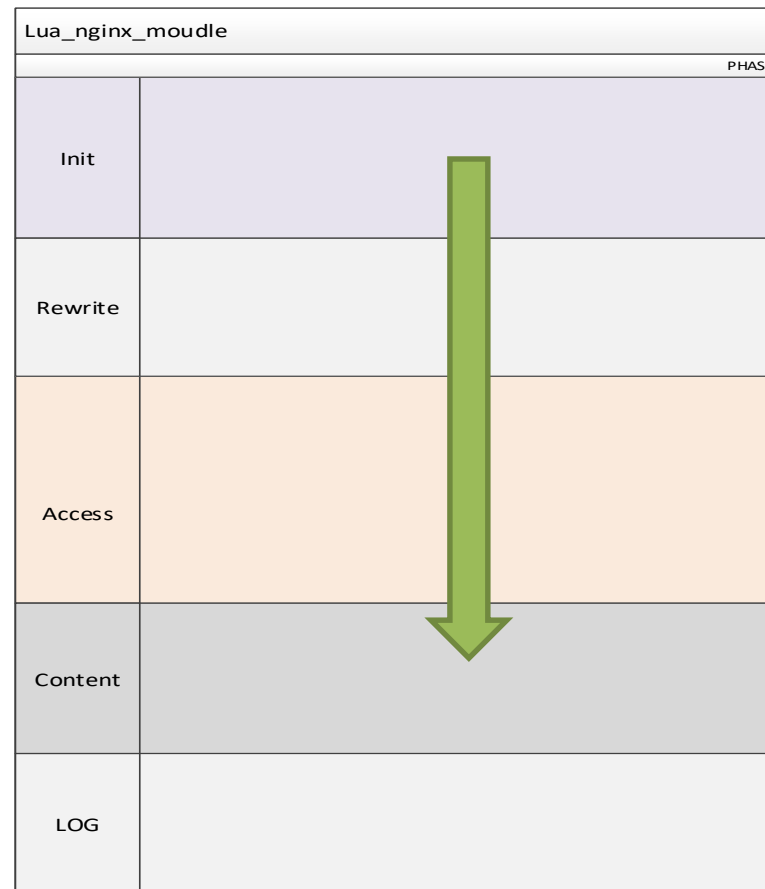 Lua_nginx_moudle
PHAS
Init
Rewrite
Access
Content
LOG